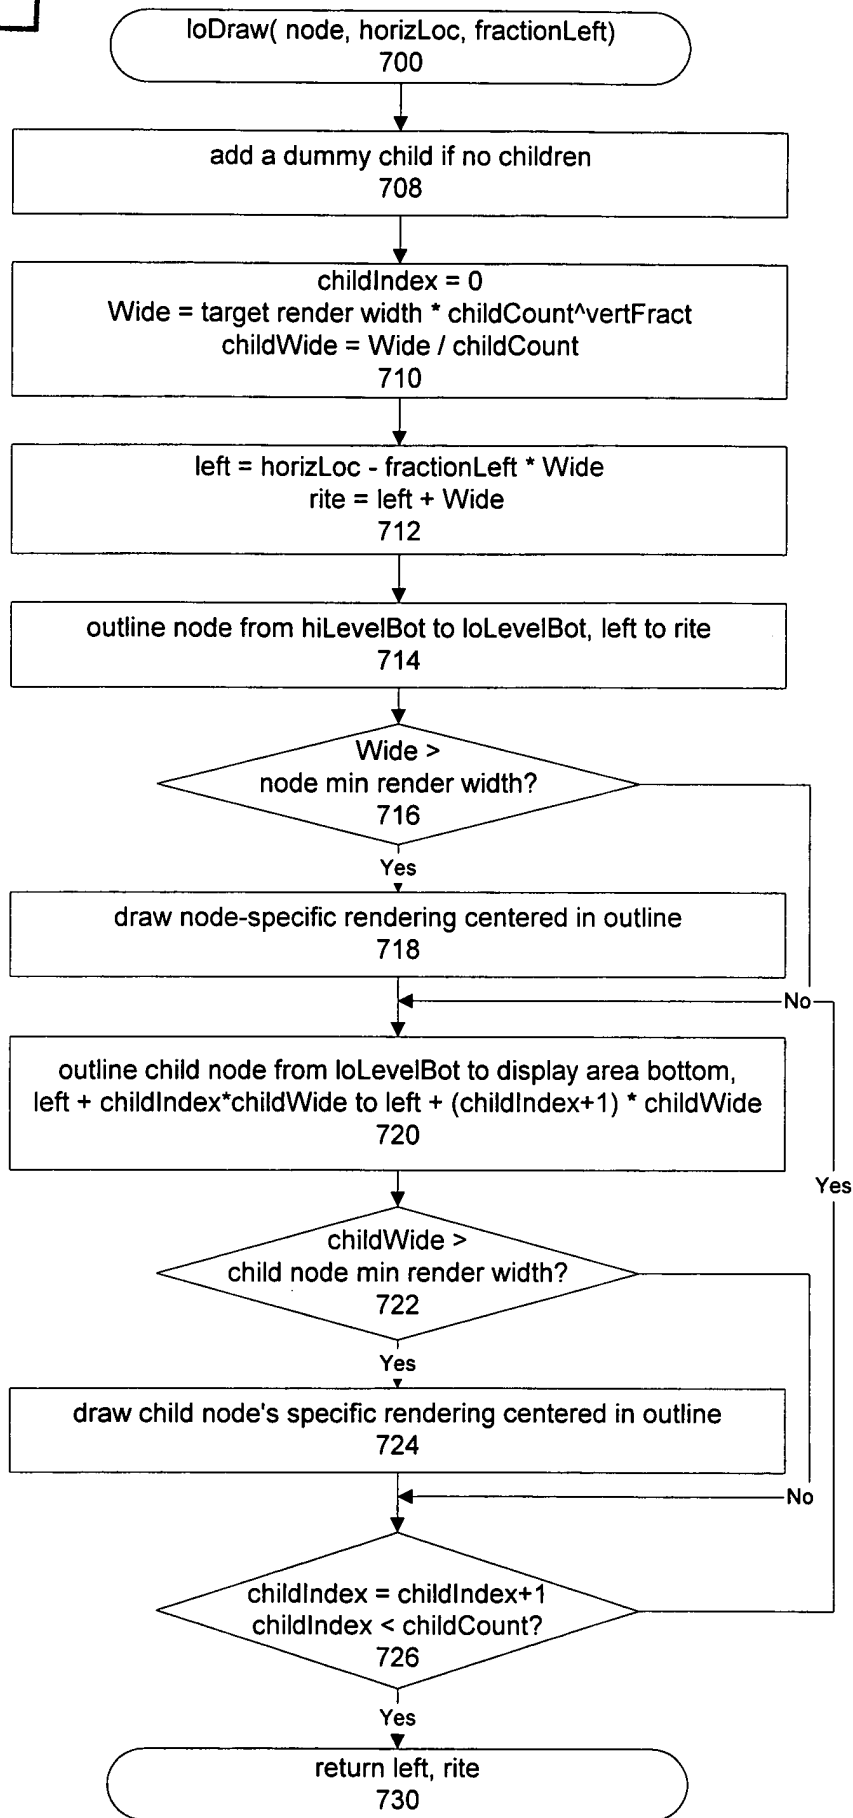 loDraw( node, horizLoc, fractionLeft)
700
add a dummy child if no children
708
childIndex = 0
Wide = target render width * childCount^vertFract
childWide = Wide / childCount
710
left = horizLoc - fractionLeft * Wide
rite = left + Wide
712
outline node from hiLevelBot to loLevelBot, left to rite
714
Wide >
node min render width?
716
Yes
draw node-specific rendering centered in outline
718
No
outline child node from loLevelBot to display area bottom,
left + childIndex*childWide to left + (childIndex+1) * childWide
720
Yes
childWide >
child node min render width?
722
Yes
draw child node's specific rendering centered in outline
724
No
childIndex = childIndex+1
childIndex < childCount?
726
Yes
return left, rite
730